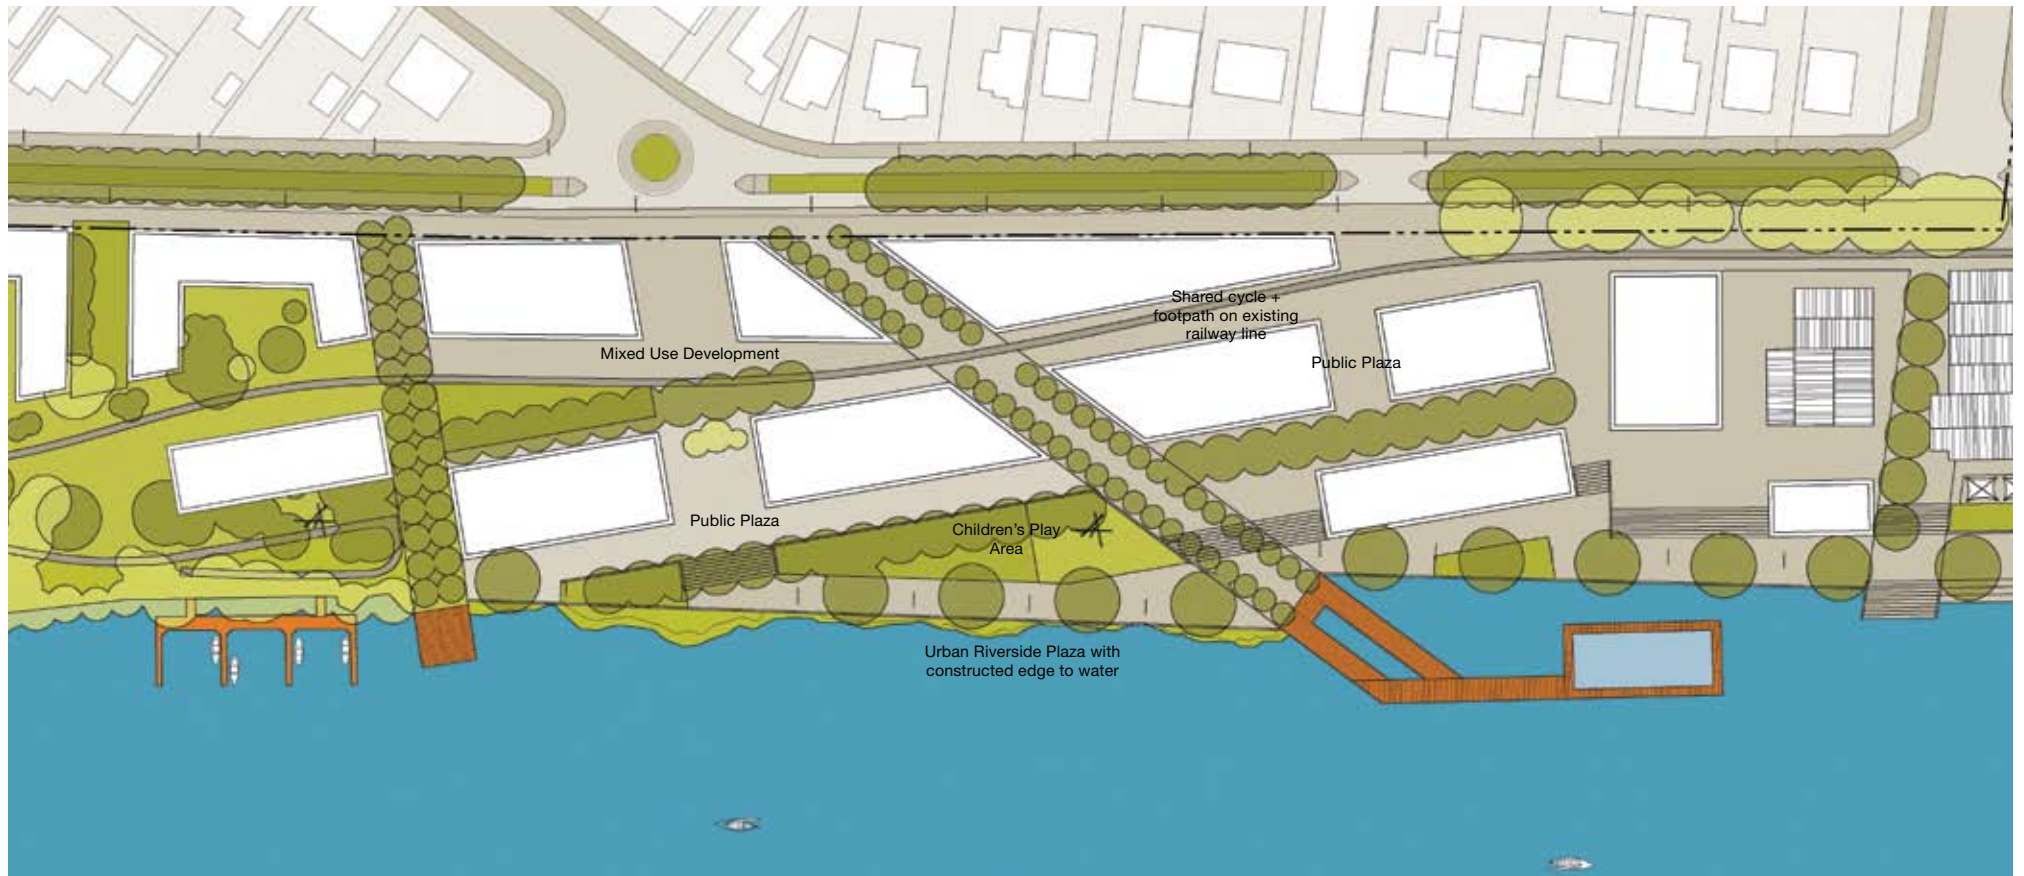 Shared cycle +
footpath on existing
railway line
Mixed Use Development
Public Plaza
Public Plaza
Children's Play
Area
Urban Riverside Plaza with
constructed edge to water